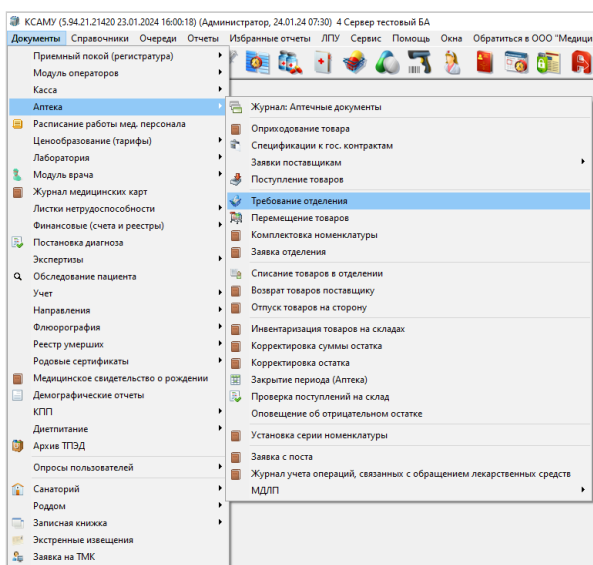 КСАМУ (5.94.21.21420 23.01.2024 16:00:18) (Администратор, 24.01.24 07:30) 4 Сервер тестовый БА
Документы Справочники Очереди Отчеты Избранные отчеты ЛПУ Сервис Помощь Окна Обратиться в ООО "Медици
Приемный покой (регистратура)
Модуль операторов
Касса
Аптека
Расписание работы мед. персонала
Ценообразование (тарифы)
Лаборатория
Модуль врача
Журнал медицинских карт
Листки нетрудоспособности
Финансовые (счета и реестры)
Постановка диагноза
Экспертизы
Обследование пациента
Учет
Направления
Флюорография
Реестр умерших
Родовые сертификаты
Медицинское свидетельство о рождении
Демографические отчеты
КПП
Диетпитание
Архив ТПЭД
Опросы пользователей
Санаторий
Роддом
Записная книжка
Экстренные извещения
Заявка на ТМК
Журнал: Аптечные документы
Оприходование товара
Спецификации к гос. контрактам
Заявки поставщикам
Поступление товаров
Требование отделения
Перемещение товаров
Комплектовка номенклатуры
Заявка отделения
Списание товаров в отделении
Возврат товаров поставщику
Отпуск товаров на сторону
Инвентаризация товаров на складах
Корректировка суммы остатка
Корректировка остатка
Закрытие периода (Аптека)
Проверка поступлений на склад
Оповещение об отрицательном остатке
Установка серии номенклатуры
Заявка с поста
Журнал учета операций, связанных с обращением лекарственных средств
МДЛП